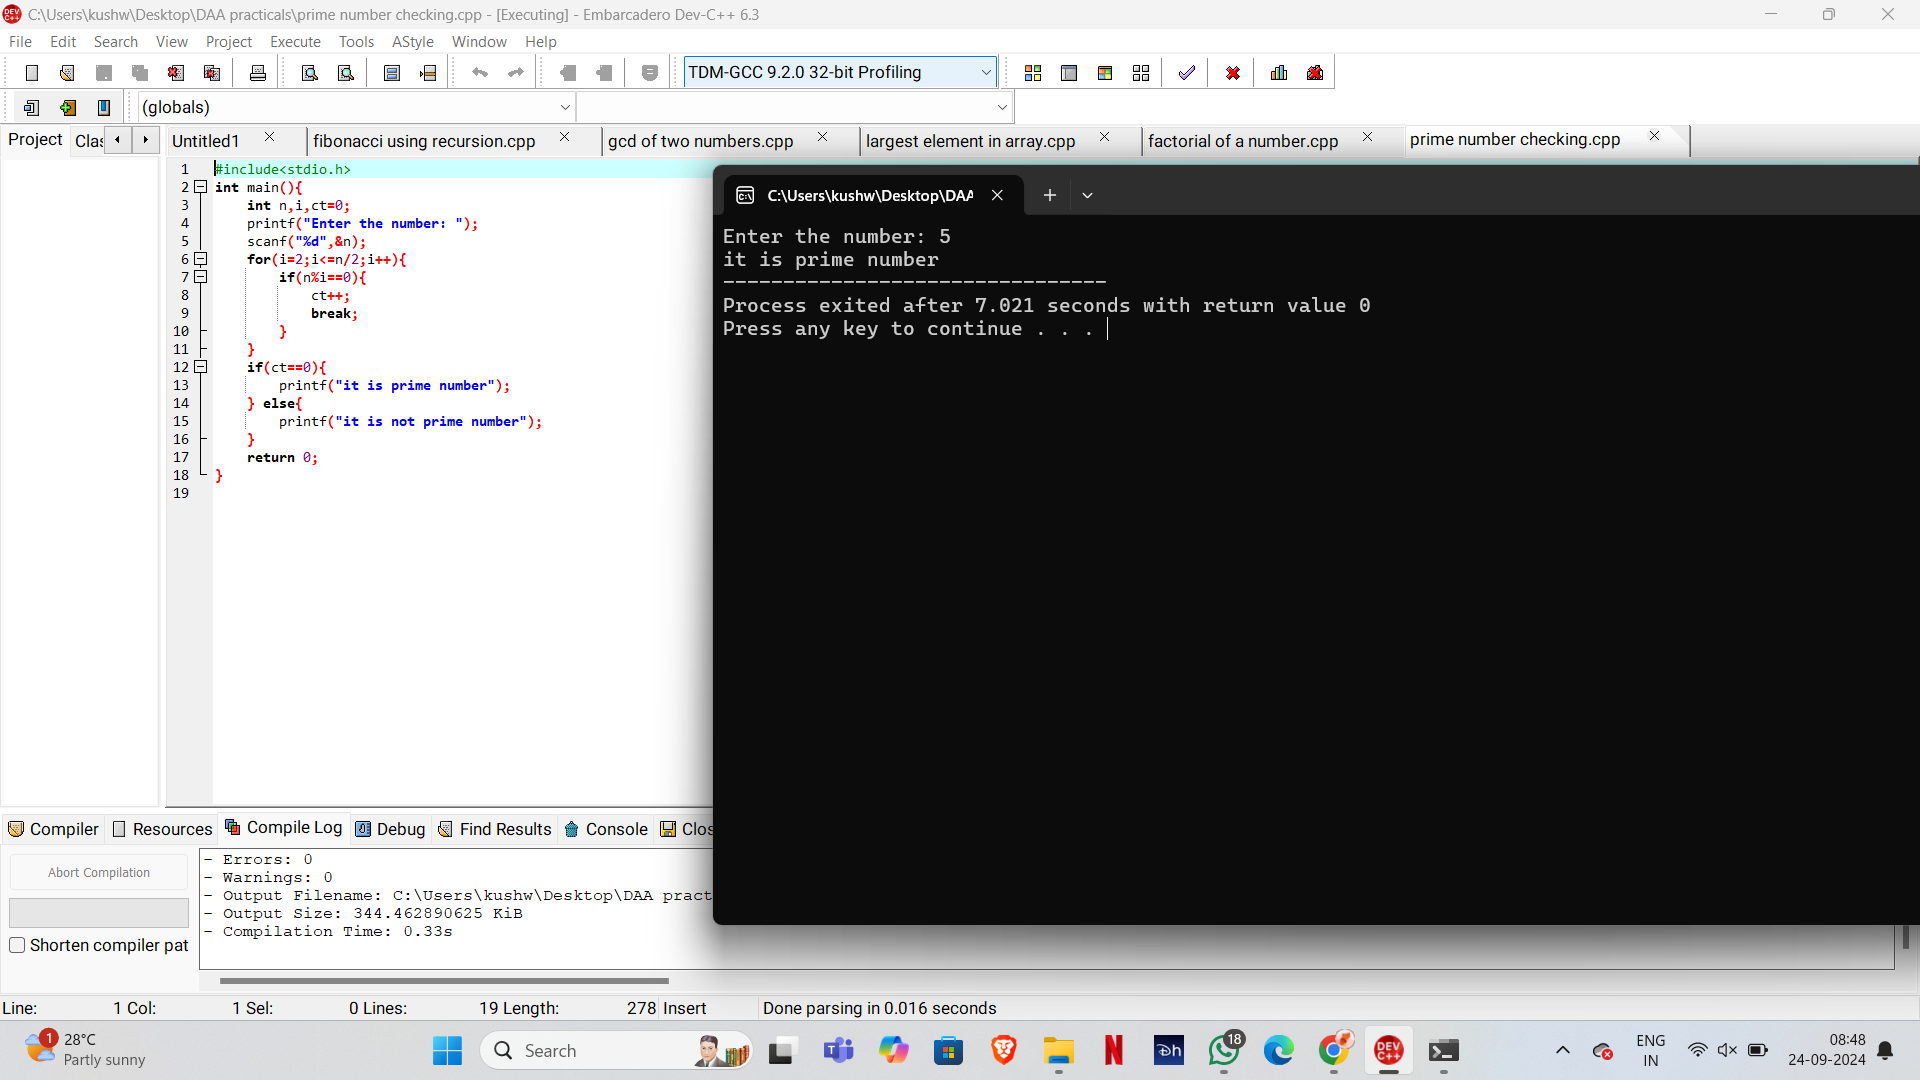 C:\Users\kushw\Desktop\DAA practicals\prime number checking.cpp - [Executing] - Embarcadero Dev-C++ 6.3
File Edit Search View Project Execute Tools AStyle Window Help
TDM-GCC 9.2.0 32-bit Profiling
(globals)
Project Clas Untitled1 fibonacci using recursion.cpp gcd of two numbers.cpp largest element in array.cpp factorial of a number.cpp prime number checking.cpp
1 #include<stdio.h>
2 int main(){
3 int n,i,ct=0;
4 printf("Enter the number: ");
5 scanf("%d",&n);
6 for(i=2;i<=n/2;i++){
7 if(n%i==0){
8 ct++;
9 break;
10 }
11 }
12 if(ct==0){
13 printf("it is prime number");
14 } else{
15 printf("it is not prime number");
16 }
17 return 0;
18 }
19
C:\Users\kushw\Desktop\DAA
Enter the number: 5
it is prime number
--------------------------------
Process exited after 7.021 seconds with return value 0
Press any key to continue . . .
Compiler Resources Compile Log Debug Find Results Console Clos
Abort Compilation
Shorten compiler pat
- Errors: 0
- Warnings: 0
- Output Filename: C:\Users\kushw\Desktop\DAA pract
- Output Size: 344.462890625 KiB
- Compilation Time: 0.33s
Line: 1 Col: 1 Sel: 0 Lines: 19 Length: 278 Insert Done parsing in 0.016 seconds
1
28°C
Partly sunny
Search
18
DEV C++
ENG
IN
08:48
24-09-2024